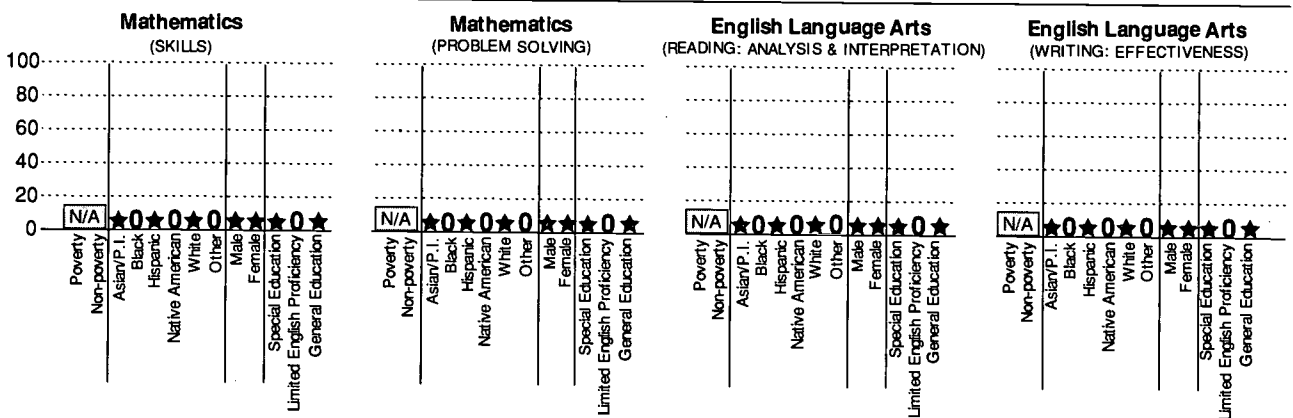 Mathematics
(SKILLS)
100
80
60
40
20
0
N/A ★ 0 ★ 0 ★ 0 ★ ★ ★ 0 ★
Poverty
Non-poverty
Asian/P.I.
Black
Hispanic
Native American
White
Other
Male
Female
Special Education
Limited English Proficiency
General Education
Mathematics
(PROBLEM SOLVING)
N/A ★ 0 ★ 0 ★ 0 ★ ★ ★ 0 ★
Poverty
Non-poverty
Asian/P.I.
Black
Hispanic
Native American
White
Other
Male
Female
Special Education
Limited English Proficiency
General Education
English Language Arts
(READING: ANALYSIS & INTERPRETATION)
N/A ★ 0 ★ 0 ★ 0 ★ ★ ★ 0 ★
Poverty
Non-poverty
Asian/P.I.
Black
Hispanic
Native American
White
Other
Male
Female
Special Education
Limited English Proficiency
General Education
English Language Arts
(WRITING: EFFECTIVENESS)
N/A ★ 0 ★ 0 ★ 0 ★ ★ ★ 0 ★
Poverty
Non-poverty
Asian/P.I.
Black
Hispanic
Native American
White
Other
Male
Female
Special Education
Limited English Proficiency
General Education